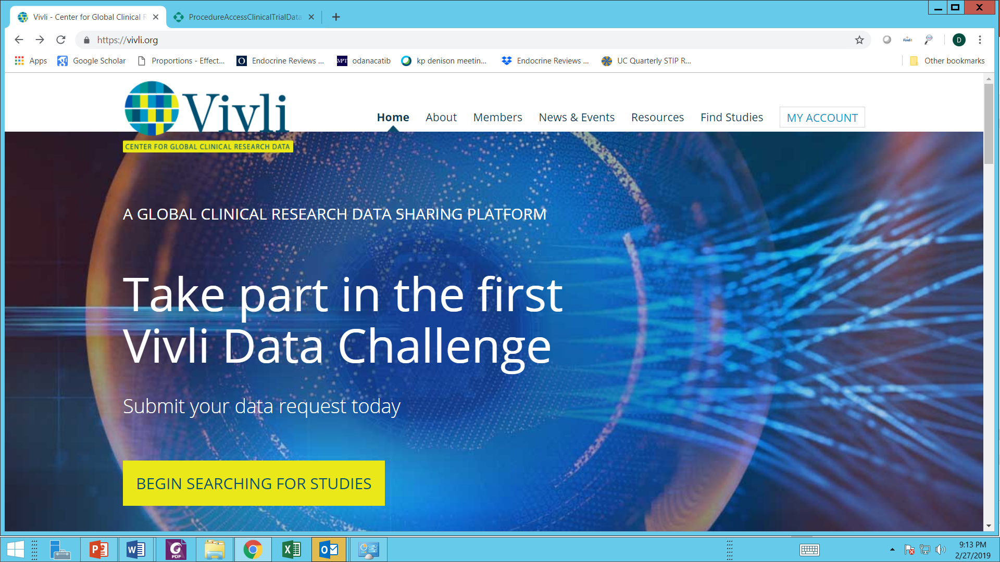 Vivli - Center for Global Clinical R
ProcedureAccessClinicalTrialData
https://vivli.org
Findit
D
Apps
Google Scholar
Proportions - Effect...
O
Endocrine Reviews ...
MPT
odanacatib
kp denison meetin...
Endocrine Reviews ...
UC Quarterly STIP R...
Other bookmarks
Vivli
CENTER FOR GLOBAL CLINICAL RESEARCH DATA
Home
About
Members
News & Events
Resources
Find Studies
MY ACCOUNT
A GLOBAL CLINICAL RESEARCH DATA SHARING PLATFORM
Take part in the first
Vivli Data Challenge
Submit your data request today
BEGIN SEARCHING FOR STUDIES
PDF
9:13 PM
2/27/2019